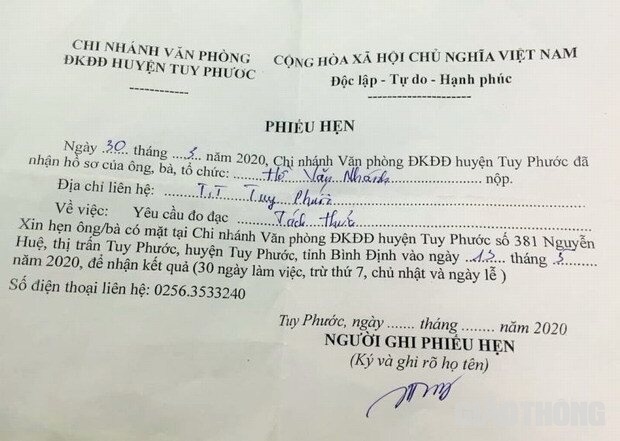 CHI NHÁNH VĂN PHÒNG
ĐKĐĐ HUYỆN TUY PHƯỚC
CỘNG HÒA XÃ HỘI CHỦ NGHĨA VIỆT NAM
Độc lập - Tự do - Hạnh phúc
PHIẾU HẸN
Ngày 30 tháng 3 năm 2020, Chi nhánh Văn phòng ĐKĐĐ huyện Tuy Phước đã
nhận hồ sơ của ông, bà, tổ chức: Hồ Văn Nhánh nộp.
Địa chỉ liên hệ: TT Tuy Phước
Về việc: Yêu cầu đo đạc Tách thửa
Xin hẹn ông/bà có mặt tại Chi nhánh Văn phòng ĐKĐĐ huyện Tuy Phước số 381 Nguyễn
Huệ, thị trấn Tuy Phước, huyện Tuy Phước, tỉnh Bình Định vào ngày 13 tháng
năm 2020, để nhận kết quả (30 ngày làm việc, trừ thứ 7, chủ nhật và ngày lễ )
Số điện thoại liên hệ: 0256.3533240
Tuy Phước, ngày ........ tháng ........ năm 2020
NGƯỜI GHI PHIẾU HẸN
(Ký và ghi rõ họ tên)